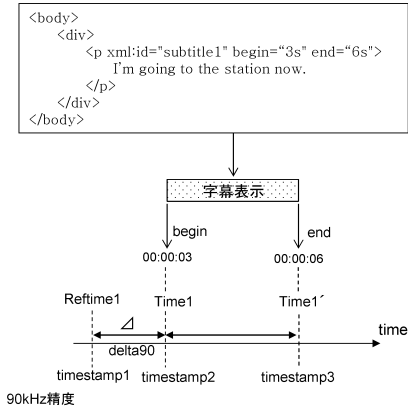 <body>
<div>
<p xml:id="subtitle1" begin=“3s" end=“6s">
I'm going to the station now.
</p>
</div>
</body>
字幕表示
begin
end
00:00:03
00:00:06
Reftime1
Time1
Time1´
⊿
time
delta90
timestamp1
timestamp2
timestamp3
90kHz精度